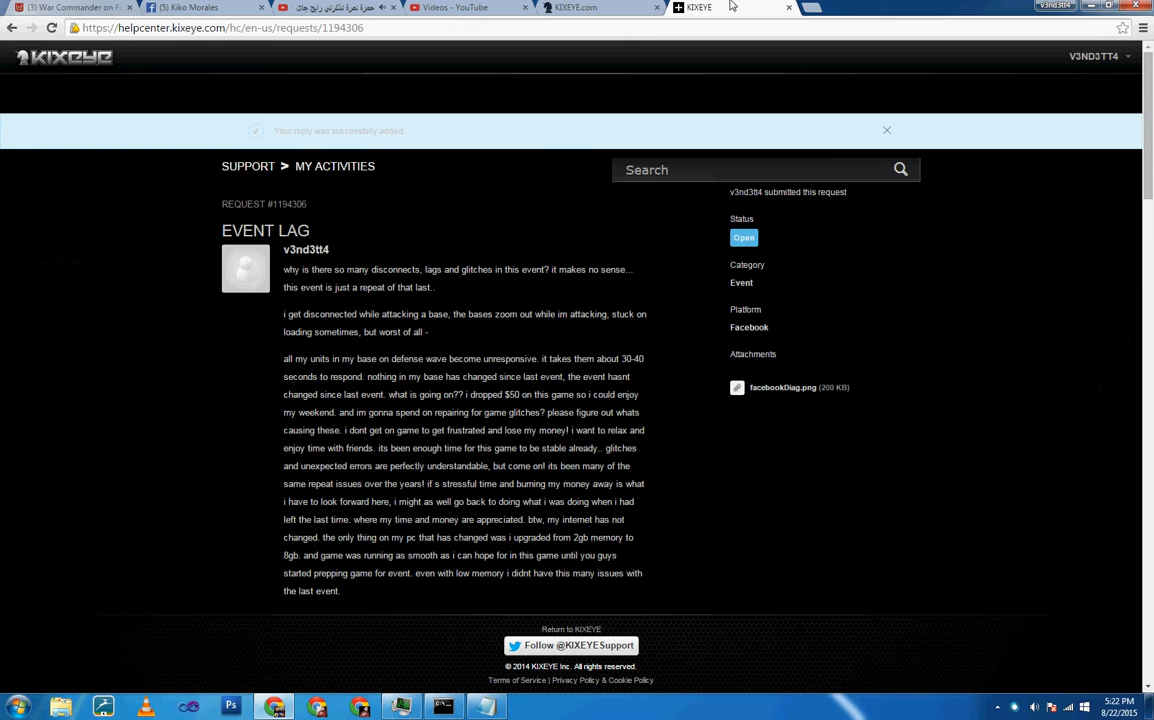 (3) War Commander on Fa
(5) Kiko Morales
حمزة نمرة تذكرتي رايح جاي
Videos - YouTube
KIXEYE.com
KIXEYE
v3nd3tt4
https://helpcenter.kixeye.com/hc/en-us/requests/1194306
KIXEYE
V3ND3TT4
Your reply was successfully added.
SUPPORT > MY ACTIVITIES
Search
REQUEST #1194306
EVENT LAG
v3nd3tt4
why is there so many disconnects, lags and glitches in this event? it makes no sense...
this event is just a repeat of that last..
i get disconnected while attacking a base, the bases zoom out while im attacking, stuck on
loading sometimes, but worst of all -
all my units in my base on defense wave become unresponsive. it takes them about 30-40
seconds to respond. nothing in my base has changed since last event, the event hasnt
changed since last event. what is going on?? i dropped $50 on this game so i could enjoy
my weekend. and im gonna spend on repairing for game glitches? please figure out whats
causing these. i dont get on game to get frustrated and lose my money! i want to relax and
enjoy time with friends. its been enough time for this game to be stable already.. glitches
and unexpected errors are perfectly understandable, but come on! its been many of the
same repeat issues over the years! if s stressful time and burning my money away is what
i have to look forward here, i might as well go back to doing what i was doing when i had
left the last time. where my time and money are appreciated. btw, my internet has not
changed. the only thing on my pc that has changed was i upgraded from 2gb memory to
8gb. and game was running as smooth as i can hope for in this game until you guys
started prepping game for event. even with low memory i didnt have this many issues with
the last event.
v3nd3tt4 submitted this request
Status
Open
Category
Event
Platform
Facebook
Attachments
facebookDiag.png (200 KB)
Return to KIXEYE
Follow @KIXEYESupport
© 2014 KIXEYE Inc. All rights reserved.
Terms of Service | Privacy Policy & Cookie Policy
Ps
5:22 PM
8/22/2015